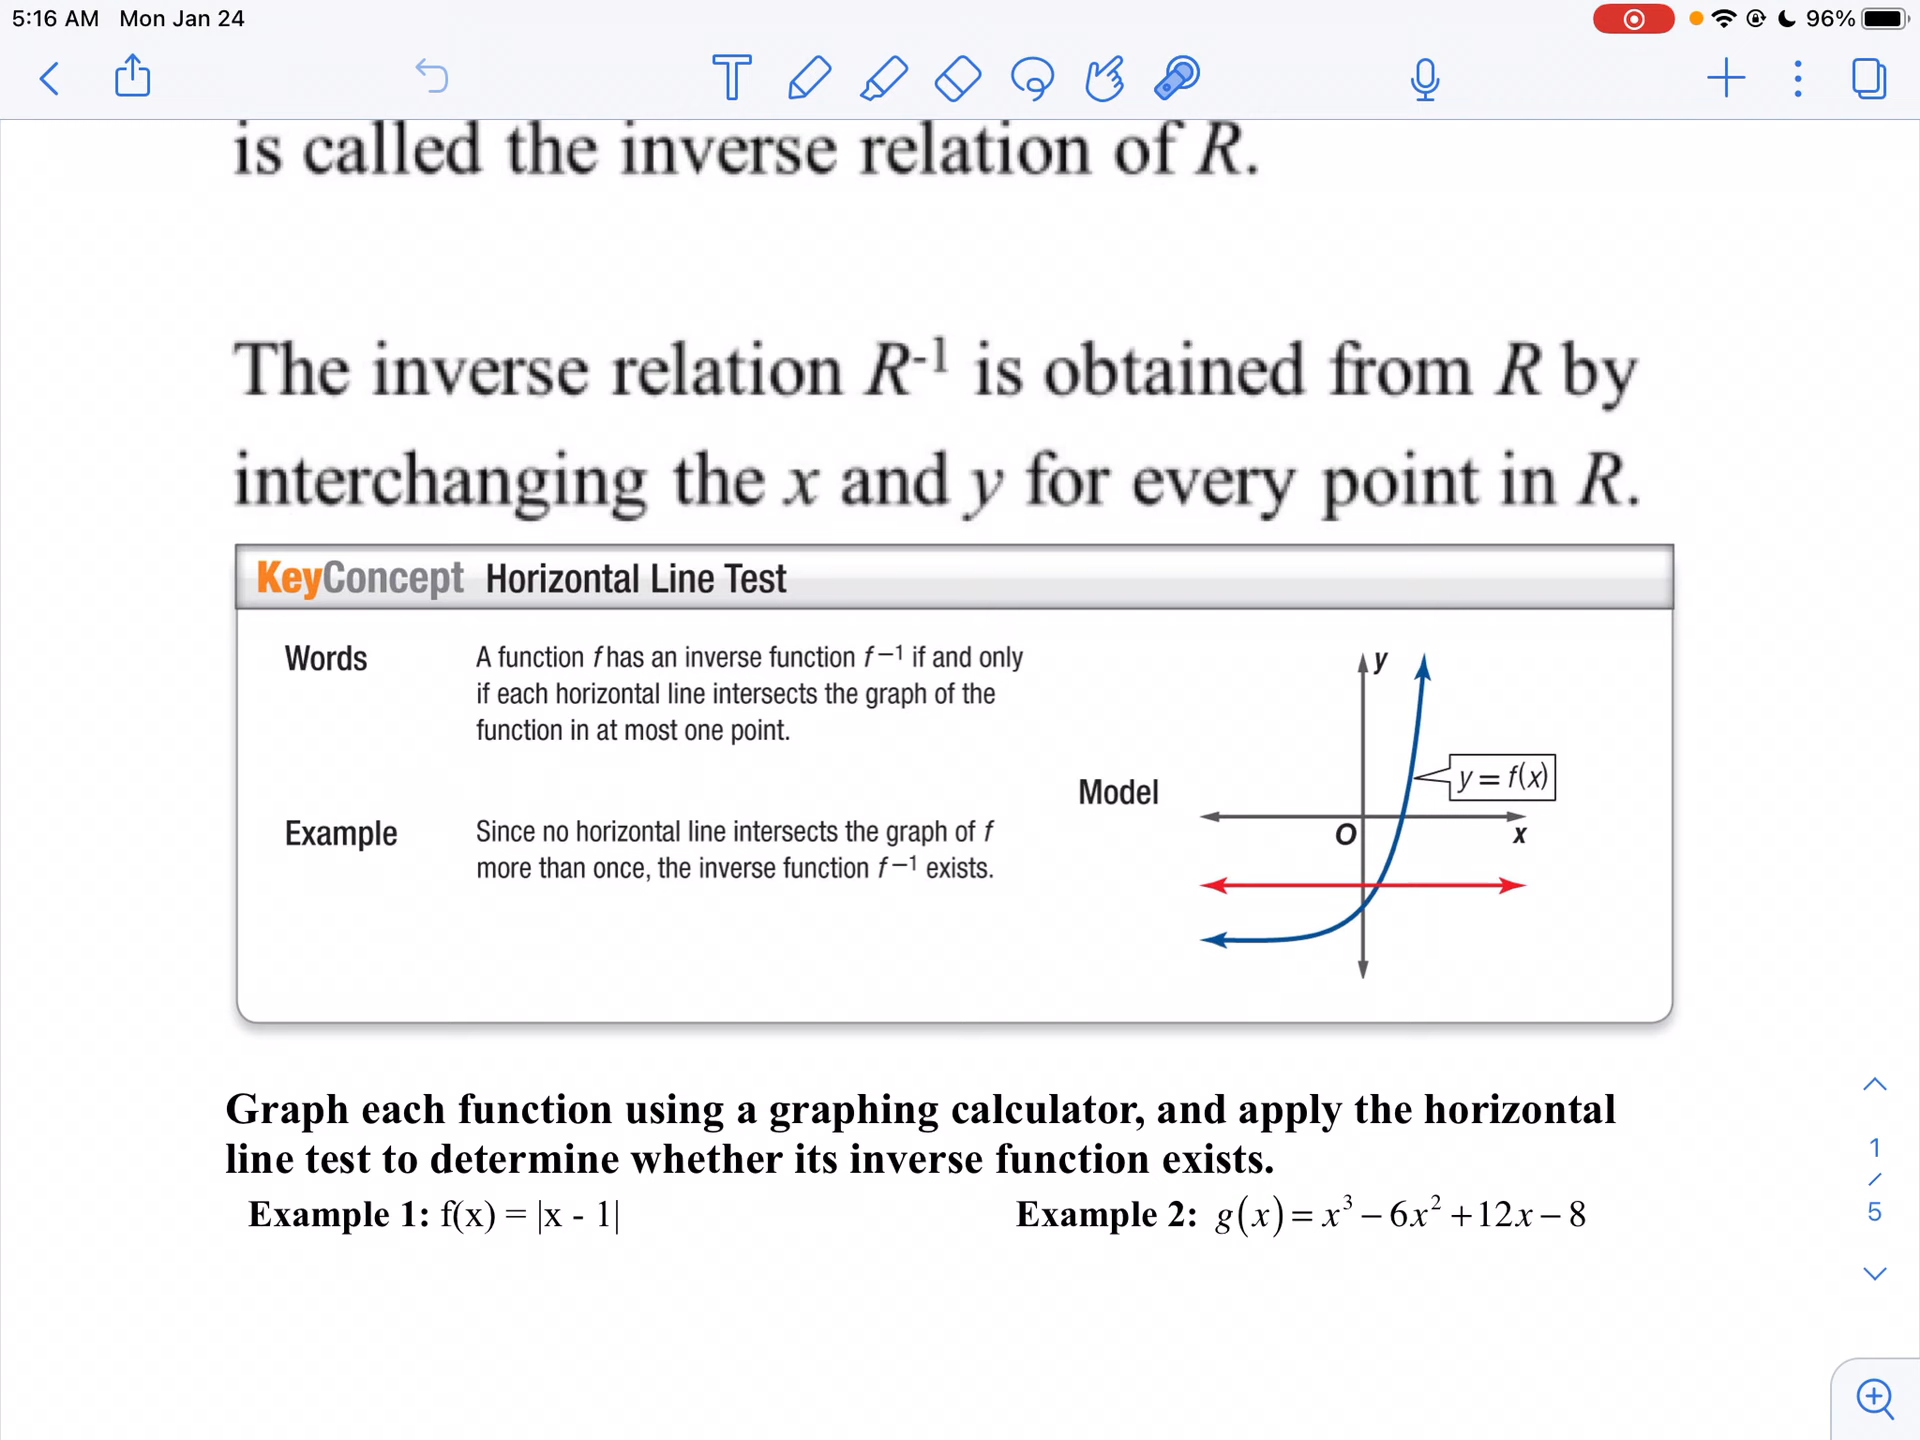 5:16 AM Mon Jan 24
96%
is called the inverse relation of R.
The inverse relation R⁻¹ is obtained from R by
interchanging the x and y for every point in R.
KeyConcept Horizontal Line Test
Words
A function f has an inverse function f⁻¹ if and only
if each horizontal line intersects the graph of the
function in at most one point.
Example
Since no horizontal line intersects the graph of f
more than once, the inverse function f⁻¹ exists.
Model
y
y = f(x)
O
x
Graph each function using a graphing calculator, and apply the horizontal
line test to determine whether its inverse function exists.
Example 1: f(x) = |x - 1|
Example 2: g(x) = x³ – 6x² + 12x – 8
1
/
5